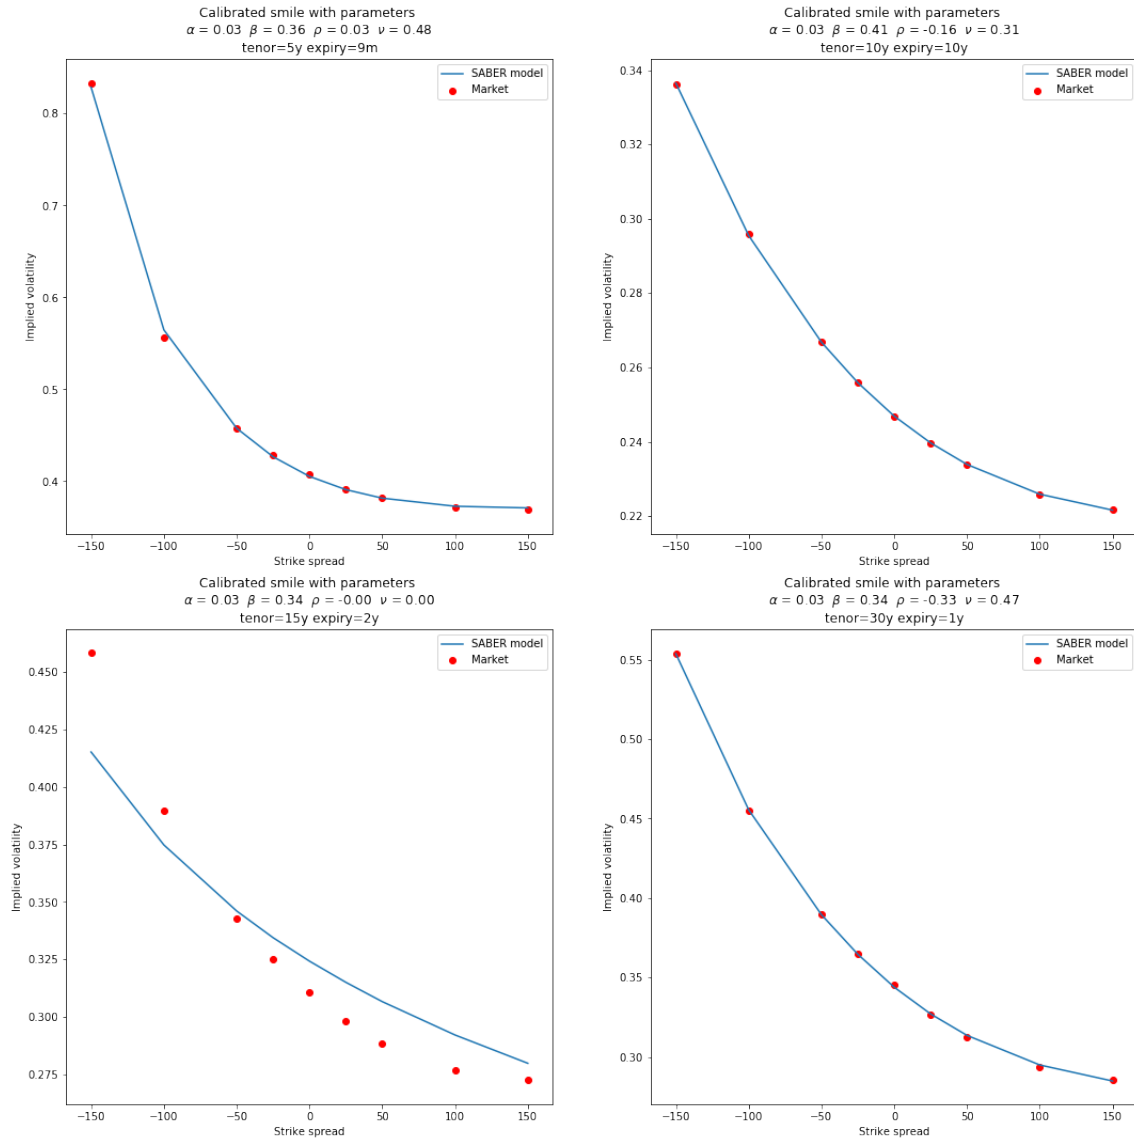 Calibrated smile with parameters
α = 0.03 β = 0.36 ρ = 0.03 ν = 0.48
tenor=5y expiry=9m
SABER model
Market
0.8
0.7
0.6
0.5
0.4
Implied volatility
−150 −100 −50 0 50 100 150
Strike spread
Calibrated smile with parameters
α = 0.03 β = 0.41 ρ = -0.16 ν = 0.31
tenor=10y expiry=10y
SABER model
Market
0.34
0.32
0.30
0.28
0.26
0.24
0.22
Implied volatility
−150 −100 −50 0 50 100 150
Strike spread
Calibrated smile with parameters
α = 0.03 β = 0.34 ρ = -0.00 ν = 0.00
tenor=15y expiry=2y
SABER model
Market
0.450
0.425
0.400
0.375
0.350
0.325
0.300
0.275
Implied volatility
−150 −100 −50 0 50 100 150
Strike spread
Calibrated smile with parameters
α = 0.03 β = 0.34 ρ = -0.33 ν = 0.47
tenor=30y expiry=1y
SABER model
Market
0.55
0.50
0.45
0.40
0.35
0.30
Implied volatility
−150 −100 −50 0 50 100 150
Strike spread